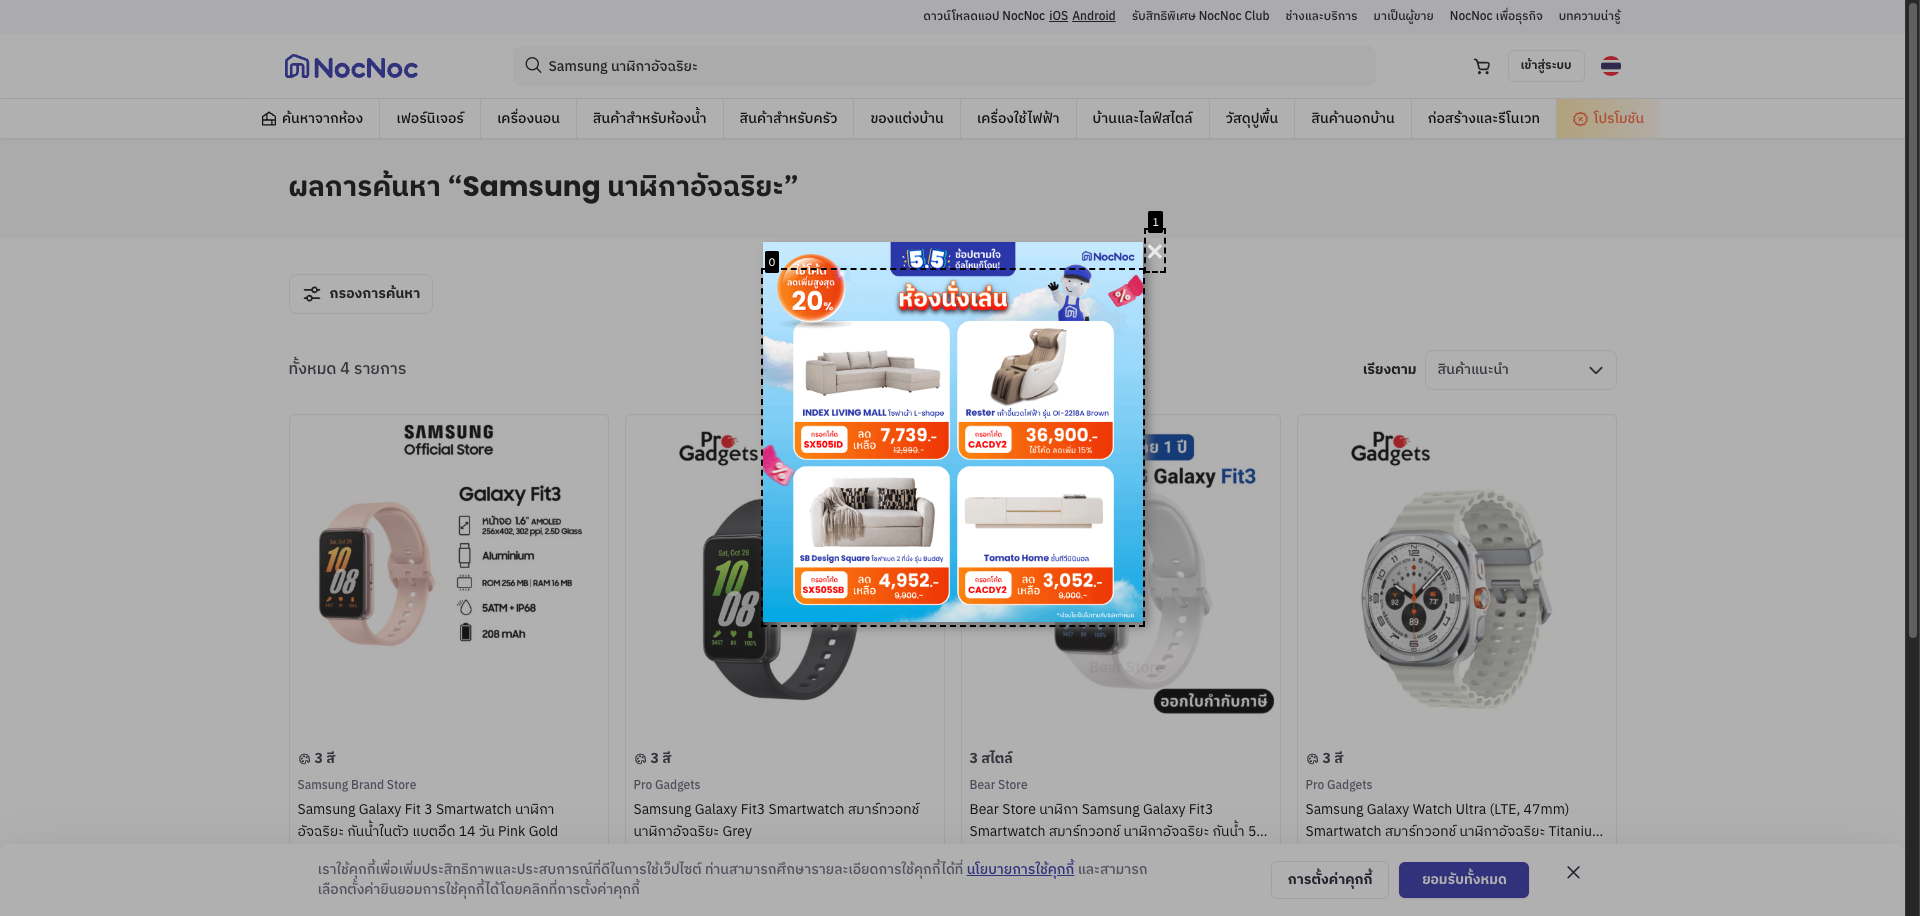 ดาวน์โหลดแอป NocNoc iOS Android รับสิทธิพิเศษ NocNoc Club ช่างและบริการ มาเป็นผู้ขาย NocNoc เพื่อธุรกิจ บทความน่ารู้
NocNoc
Samsung นาฬิกาอัจฉริยะ
เข้าสู่ระบบ
ค้นหาจากห้อง เฟอร์นิเจอร์ เครื่องนอน สินค้าสำหรับห้องน้ำ สินค้าสำหรับครัว ของแต่งบ้าน เครื่องใช้ไฟฟ้า บ้านและไลฟ์สไตล์ วัสดุปูพื้น สินค้านอกบ้าน ก่อสร้างและรีโนเวท โปรโมชัน
ผลการค้นหา “Samsung นาฬิกาอัจฉริยะ”
1
0
ใช้โค้ด
ลดเพิ่มสูงสุด
20%
5.5 ช้อปตามใจ
ดีลไหนก็โดน!
NocNoc
ห้องนั่งเล่น
INDEX LIVING MALL โซฟาผ้า L-shape
กรอกโค้ด
SX505ID
ลดเหลือ 7,739.-
12,990.-
Rester เก้าอี้นวดไฟฟ้า รุ่น OI-2218A Brown
กรอกโค้ด
CACDY2
36,900.-
ใช้โค้ด ลดเพิ่ม 15%
SB Design Square โซฟาเบด 2 ที่นั่ง รุ่น Buddy
กรอกโค้ด
SX505SB
ลดเหลือ 4,952.-
9,900.-
Tomato Home ชั้นทีวีมินิมอล
กรอกโค้ด
CACDY2
ลดเหลือ 3,052.-
9,000.-
*เงื่อนไขเป็นไปตามที่บริษัทกำหนด
กรองการค้นหา
ทั้งหมด 4 รายการ
เรียงตาม สินค้าแนะนำ
SAMSUNG
Official Store
Galaxy Fit3
หน้าจอ 1.6" AMOLED
256x402, 302 ppi, 2.5D Glass
Aluminium
ROM 256 MB | RAM 16 MB
5ATM + IP68
208 mAh
Sat, Oct 28
10
08
3 สี
Samsung Brand Store
Samsung Galaxy Fit 3 Smartwatch นาฬิกา
อัจฉริยะ กันน้ำในตัว แบตอึด 14 วัน Pink Gold
Pro
Gadgets
Sat, Oct 28
10
08
3 สี
Pro Gadgets
Samsung Galaxy Fit3 Smartwatch สมาร์ทวอทช์
นาฬิกาอัจฉริยะ Grey
ย 1 ปี
Galaxy Fit3
Bear Store
ออกใบกำกับภาษี
3 สไตล์
Bear Store
Bear Store นาฬิกา Samsung Galaxy Fit3
Smartwatch สมาร์ทวอทช์ นาฬิกาอัจฉริยะ กันน้ำ 5...
Pro
Gadgets
92
73°
89
3 สี
Pro Gadgets
Samsung Galaxy Watch Ultra (LTE, 47mm)
Smartwatch สมาร์ทวอทช์ นาฬิกาอัจฉริยะ Titaniu...
เราใช้คุกกี้เพื่อเพิ่มประสิทธิภาพและประสบการณ์ที่ดีในการใช้เว็ปไซต์ ท่านสามารถศึกษารายละเอียดการใช้คุกกี้ได้ที่ นโยบายการใช้คุกกี้ และสามารถ
เลือกตั้งค่ายินยอมการใช้คุกกี้ได้โดยคลิกที่การตั้งค่าคุกกี้
การตั้งค่าคุกกี้
ยอมรับทั้งหมด